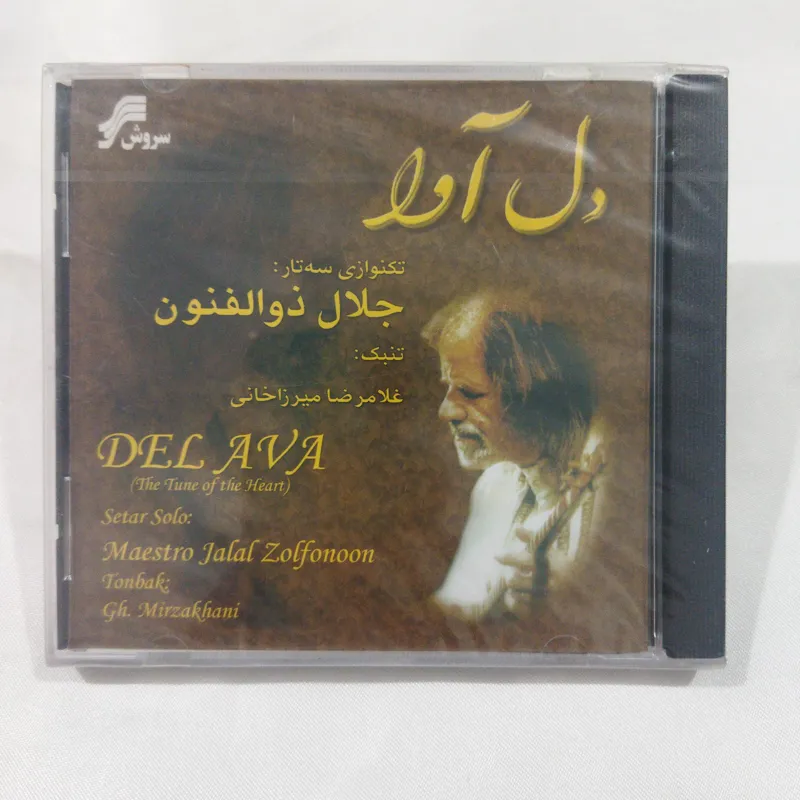 سروش
دل آوا
تکنوازی سه‌تار:
جلال ذوالفنون
تنبک:
غلامرضا میرزاخانی
DEL AVA
(The Tune of the Heart)
Setar Solo:
Maestro Jalal Zolfonoon
Tonbak:
Gh. Mirzakhani